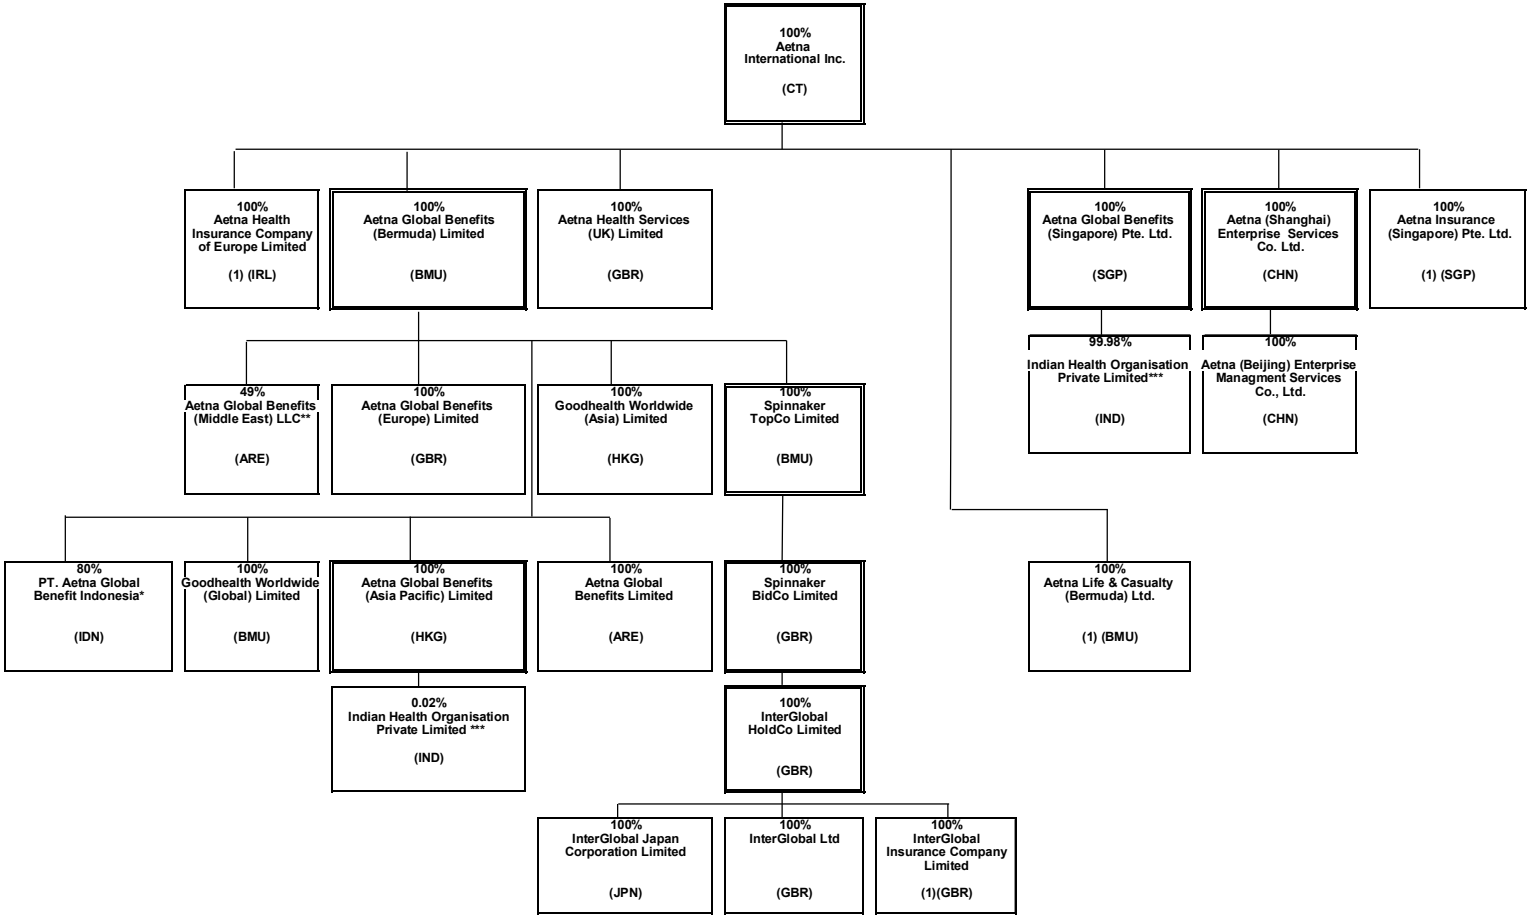 100%
Aetna
International Inc.
(CT)
100%
Aetna Health
Insurance Company
of Europe Limited
(1) (IRL)
100%
Aetna Global Benefits
(Bermuda) Limited
(BMU)
100%
Aetna Health Services
(UK) Limited
(GBR)
100%
Aetna Global Benefits
(Singapore) Pte. Ltd.
(SGP)
100%
Aetna (Shanghai)
Enterprise Services
Co. Ltd.
(CHN)
100%
Aetna Insurance
(Singapore) Pte. Ltd.
(1) (SGP)
99.98%
Indian Health Organisation
Private Limited***
(IND)
100%
Aetna (Beijing) Enterprise
Managment Services
Co., Ltd.
(CHN)
49%
Aetna Global Benefits
(Middle East) LLC**
(ARE)
100%
Aetna Global Benefits
(Europe) Limited
(GBR)
100%
Goodhealth Worldwide
(Asia) Limited
(HKG)
100%
Spinnaker
TopCo Limited
(BMU)
80%
PT. Aetna Global
Benefit Indonesia*
(IDN)
100%
Goodhealth Worldwide
(Global) Limited
(BMU)
100%
Aetna Global Benefits
(Asia Pacific) Limited
(HKG)
100%
Aetna Global
Benefits Limited
(ARE)
100%
Spinnaker
BidCo Limited
(GBR)
100%
Aetna Life & Casualty
(Bermuda) Ltd.
(1) (BMU)
0.02%
Indian Health Organisation
Private Limited ***
(IND)
100%
InterGlobal
HoldCo Limited
(GBR)
100%
InterGlobal Japan
Corporation Limited
(JPN)
100%
InterGlobal Ltd
(GBR)
100%
InterGlobal
Insurance Company
Limited
(1)(GBR)